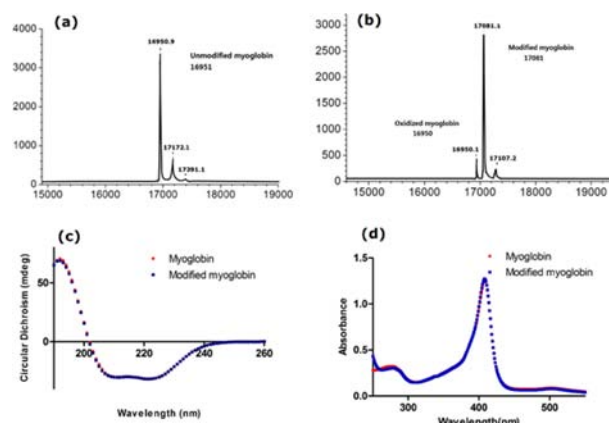 (a)
4000
3000
2000
1000
0
16950.9
Unmodified myoglobin
16951
17172.1
17391.1
15000 16000 17000 18000 19000
(b)
3000
2500
2000
1500
1000
500
0
17081.1
Modified myoglobin
17081
Oxidized myoglobin
16950
16950.1
17107.2
15000 16000 17000 18000 19000
(c)
Myoglobin
Modified myoglobin
Circular Dichroism (mdeg)
50
200 220 240 260
Wavelength (nm)
(d)
Myoglobin
Modified myoglobin
Absorbance
1.5
1.0
0.5
0.0
300 400 500
Wavelength(nm)